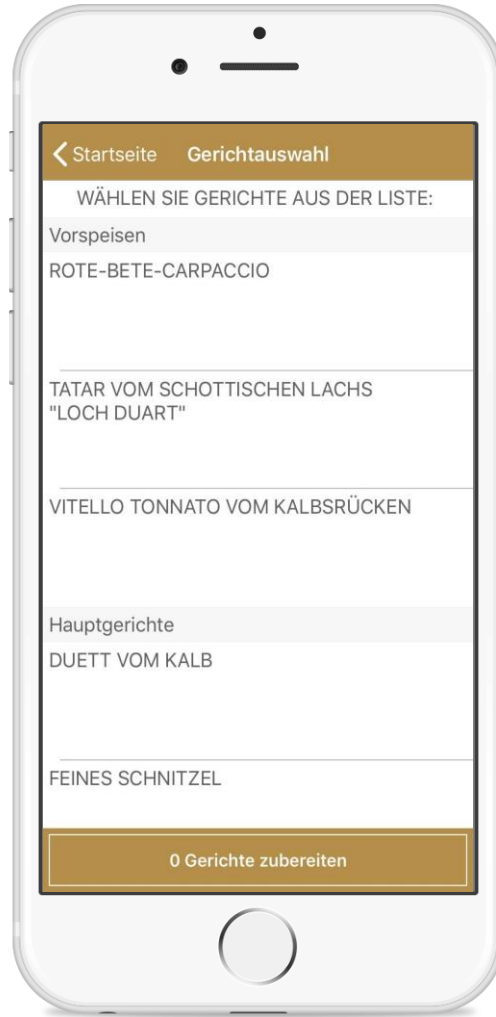 Startseite Gerichtauswahl
WÄHLEN SIE GERICHTE AUS DER LISTE:
Vorspeisen
ROTE-BETE-CARPACCIO
TATAR VOM SCHOTTISCHEN LACHS
"LOCH DUART"
VITELLO TONNATO VOM KALBSRÜCKEN
Hauptgerichte
DUETT VOM KALB
FEINES SCHNITZEL
0 Gerichte zubereiten